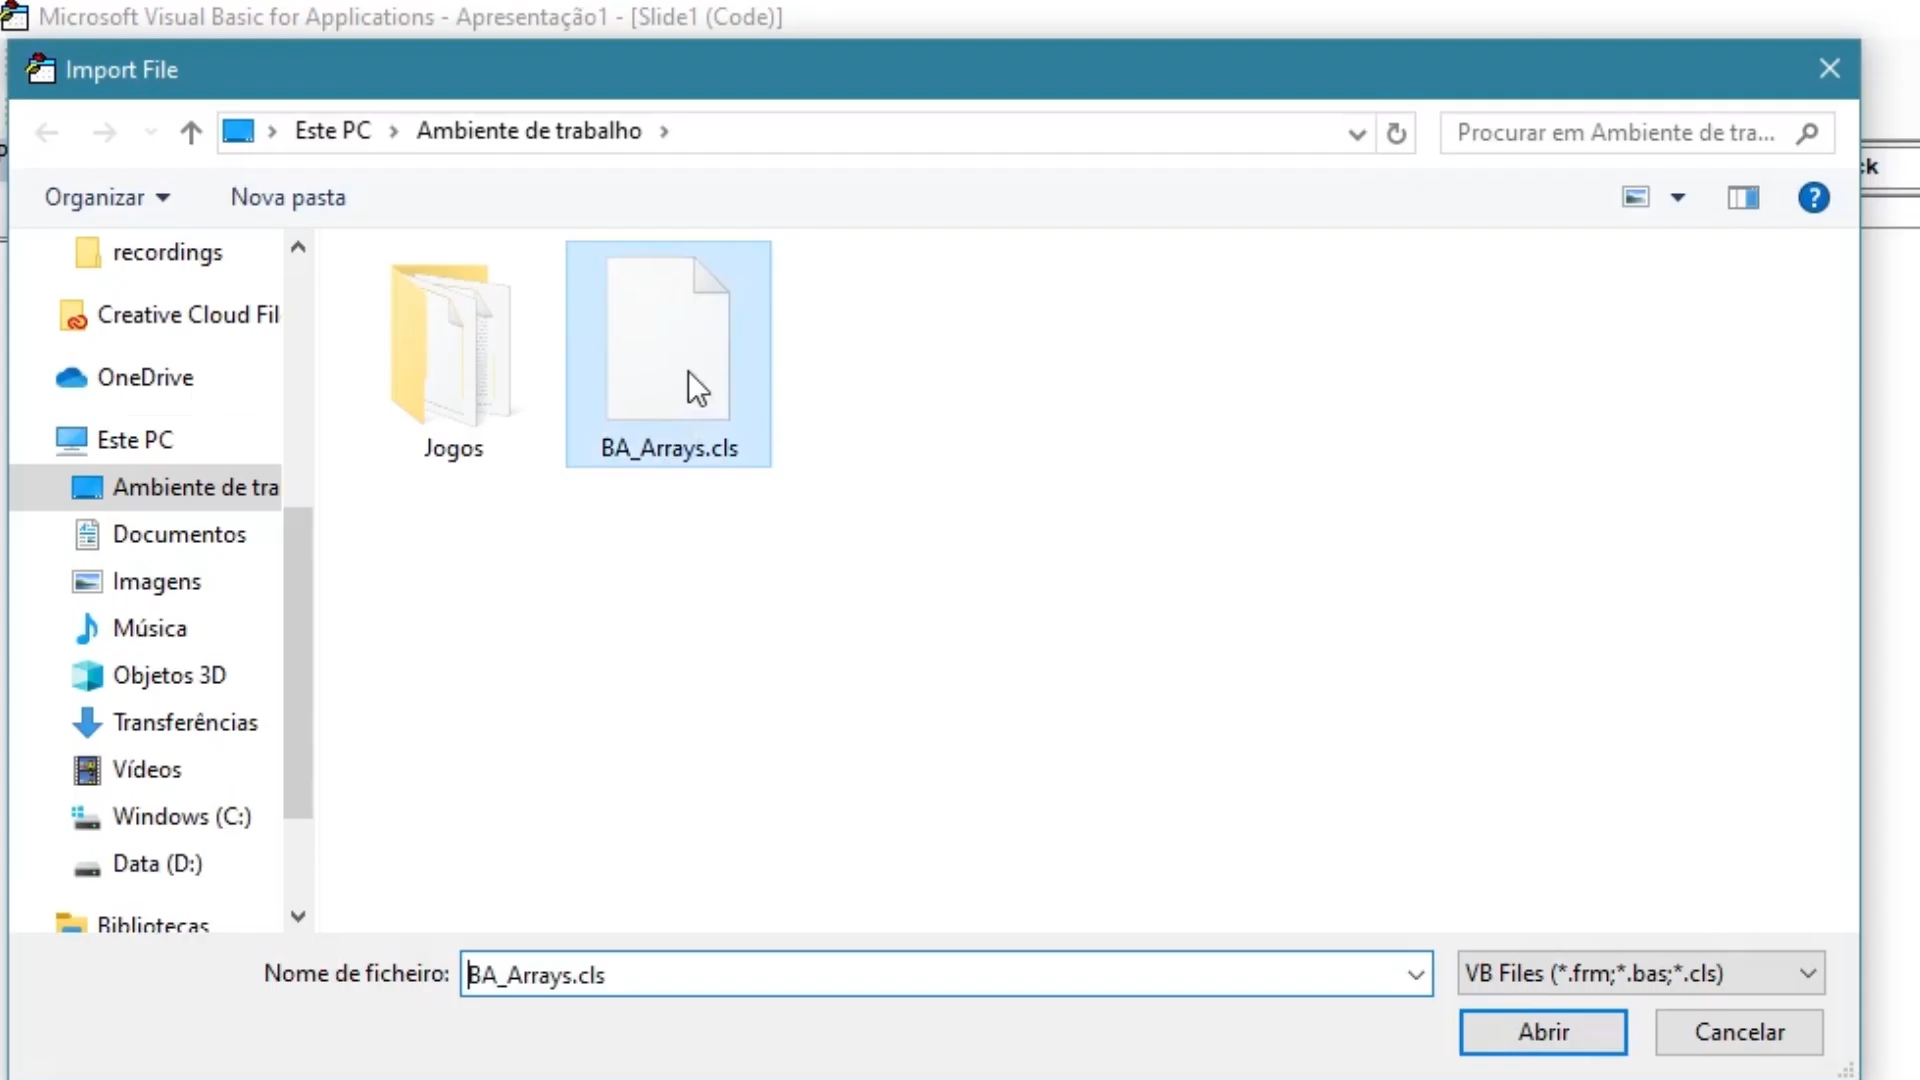 Microsoft Visual Basic for Applications - Apresentação1 - [Slide1 (Code)]
Import File
Este PC > Ambiente de trabalho >
Procurar em Ambiente de tra...
ck
Organizar
Nova pasta
?
recordings
Creative Cloud Fil
OneDrive
Este PC
Ambiente de tra
Documentos
Imagens
Música
Objetos 3D
Transferências
Vídeos
Windows (C:)
Data (D:)
Bibliotecas
Jogos
BA_Arrays.cls
Nome de ficheiro:
BA_Arrays.cls
VB Files (*.frm;*.bas;*.cls)
Abrir
Cancelar